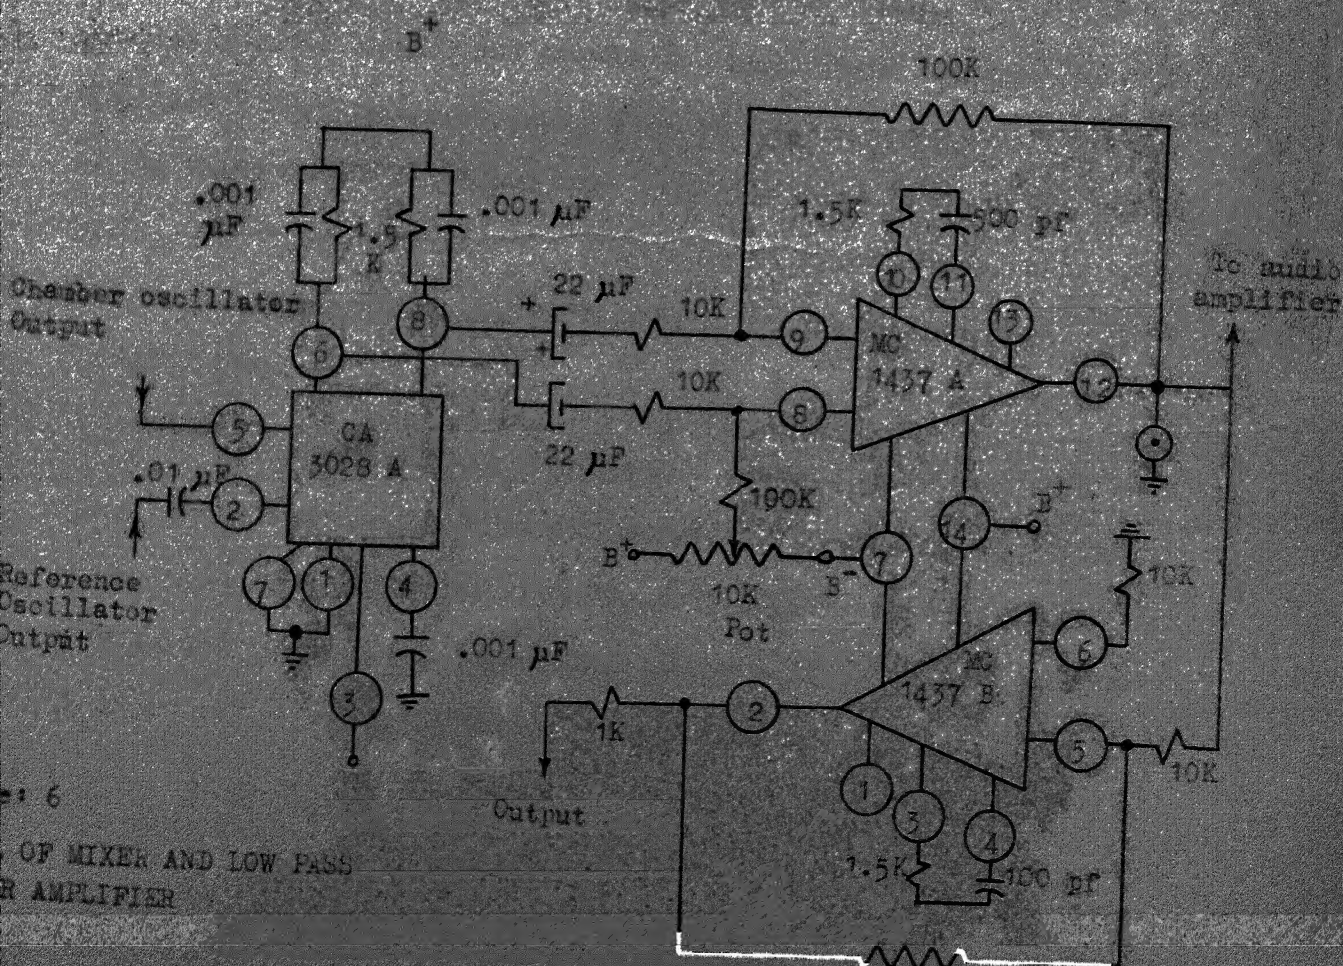 B+
100K
.001
µF
1.5
K
.001 µF
1.5K
500 pf
10
11
13
To audio
amplifier
Chamber oscillator
Output
22 µF
10K
+
+
6
8
9
MC
1437 A
12
10K
8
5
CA
3028 A
22 µF
.01 µF
2
100K
14
B+
B+
7
10K
Pot
B-
10K
Reference
Oscillator
Output
7
1
4
.001 µF
3
6
MC
1437 B
2
1K
5
10K
Output
1
3
4
1.5K
100 pf
e: 6
OF MIXER AND LOW PASS
R AMPLIFIER